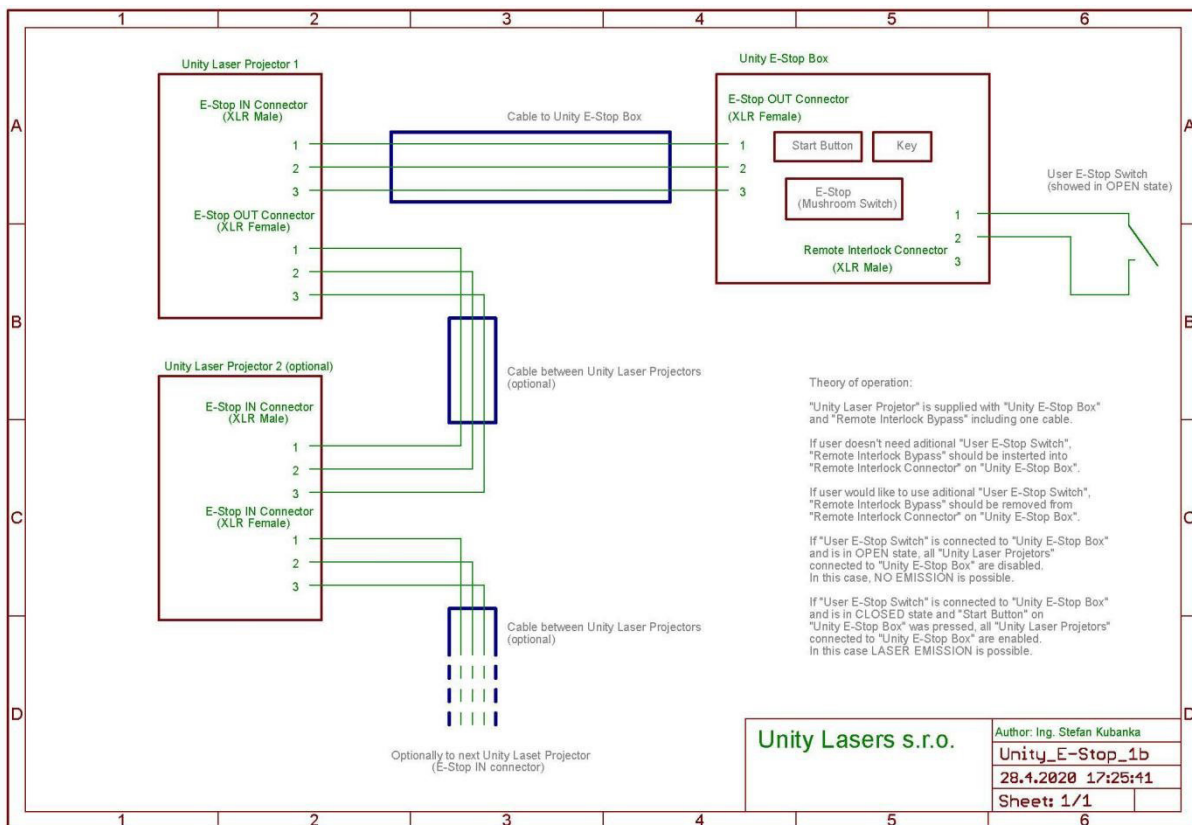 1 2 3 4 5 6
A
B
C
D
Unity Laser Projector 1
E-Stop IN Connector
(XLR Male)
1
2
3
E-Stop OUT Connector
(XLR Female)
1
2
3
Cable to Unity E-Stop Box
Unity E-Stop Box
E-Stop OUT Connector
(XLR Female)
1
2
3
Start Button
Key
E-Stop
(Mushroom Switch)
Remote Interlock Connector
(XLR Male)
1
2
3
User E-Stop Switch
(showed in OPEN state)
Cable between Unity Laser Projectors
(optional)
Unity Laser Projector 2 (optional)
E-Stop IN Connector
(XLR Male)
1
2
3
E-Stop IN Connector
(XLR Female)
1
2
3
Cable between Unity Laser Projectors
(optional)
Optionally to next Unity Laset Projector
(E-Stop IN connector)
Theory of operation:
"Unity Laser Projetor" is supplied with "Unity E-Stop Box"
and "Remote Interlock Bypass" including one cable.
If user doesn't need aditional "User E-Stop Switch",
"Remote Interlock Bypass" should be insterted into
"Remote Interlock Connector" on "Unity E-Stop Box".
If user would like to use aditional "User E-Stop Switch",
"Remote Interlock Bypass" should be removed from
"Remote Interlock Connector" on "Unity E-Stop Box".
If "User E-Stop Switch" is connected to "Unity E-Stop Box"
and is in OPEN state, all "Unity Laser Projetors"
connected to "Unity E-Stop Box" are disabled.
In this case, NO EMISSION is possible.
If "User E-Stop Switch" is connected to "Unity E-Stop Box"
and is in CLOSED state and "Start Button" on
"Unity E-Stop Box" was pressed, all "Unity Laser Projetors"
connected to "Unity E-Stop Box" are enabled.
In this case LASER EMISSION is possible.
Unity Lasers s.r.o.
Author: Ing. Stefan Kubanka
Unity_E-Stop_1b
28.4.2020 17:25:41
Sheet: 1/1
A
B
C
D
1 2 3 4 5 6